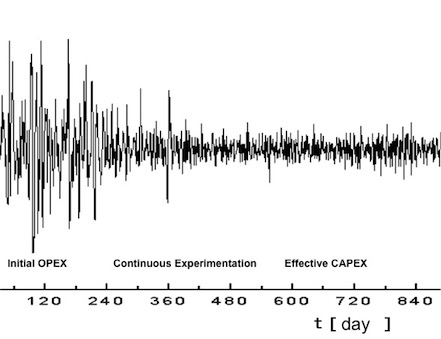 Initial OPEX Continuous Experimentation Effective CAPEX
120 240 360 480 600 720 840
t [ day ]